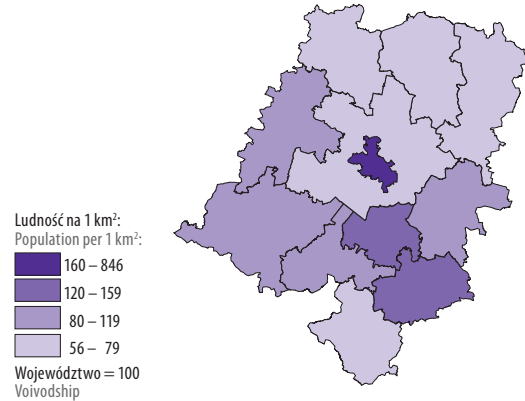 Ludność na 1 km²:
Population per 1 km²:
160 – 846
120 – 159
80 – 119
56 – 79
Województwo = 100
Voivodship